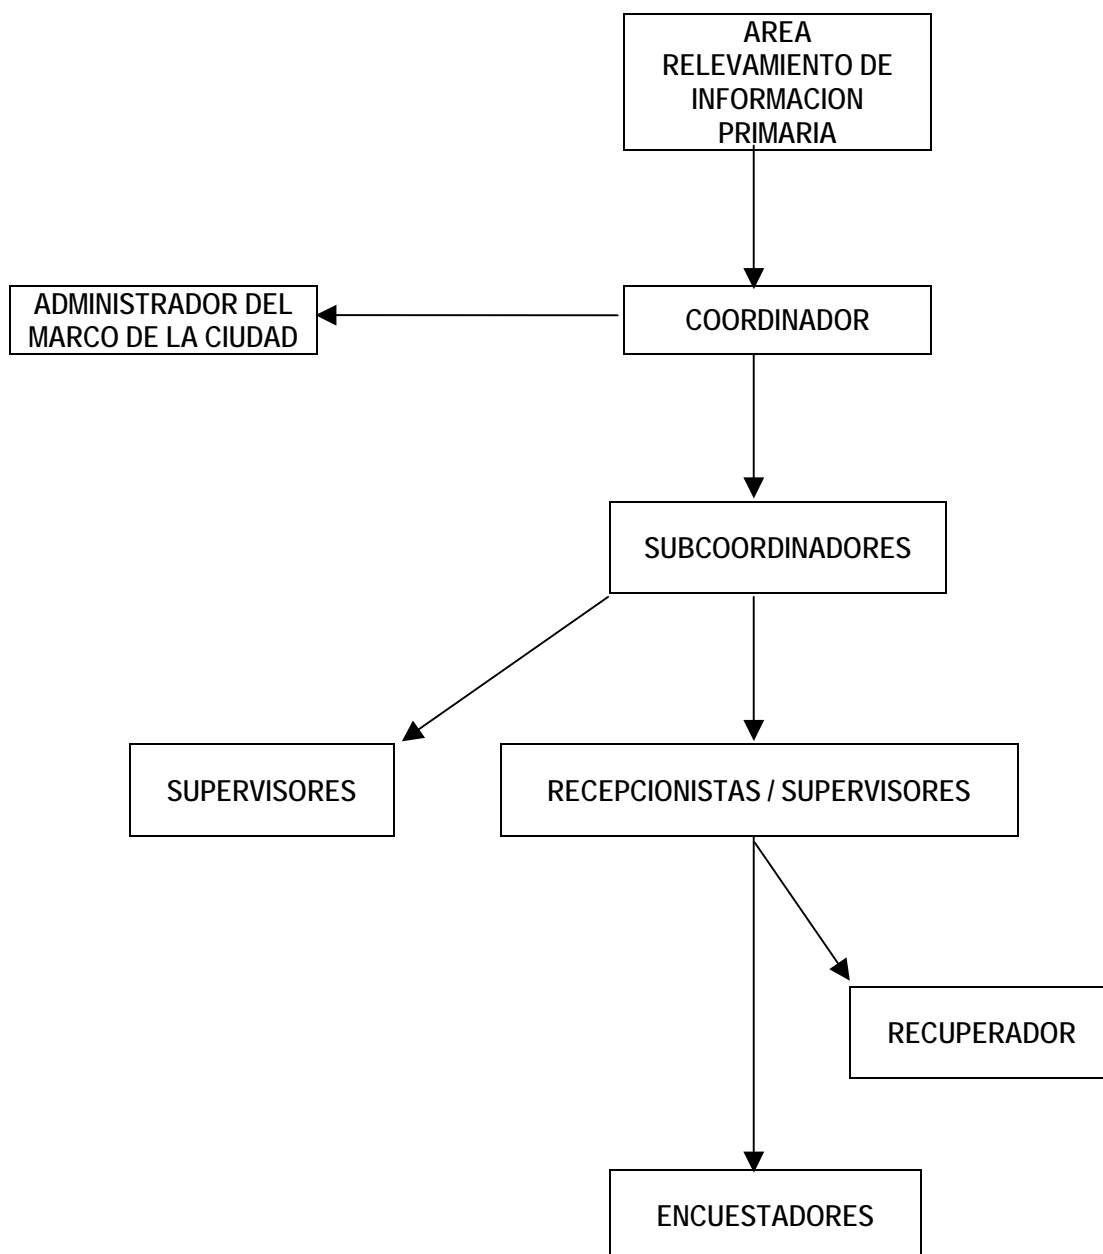 AREA
RELEVAMIENTO DE
INFORMACION
PRIMARIA
ADMINISTRADOR DEL
MARCO DE LA CIUDAD
COORDINADOR
SUBCOORDINADORES
SUPERVISORES
RECEPCIONISTAS / SUPERVISORES
RECUPERADOR
ENCUESTADORES